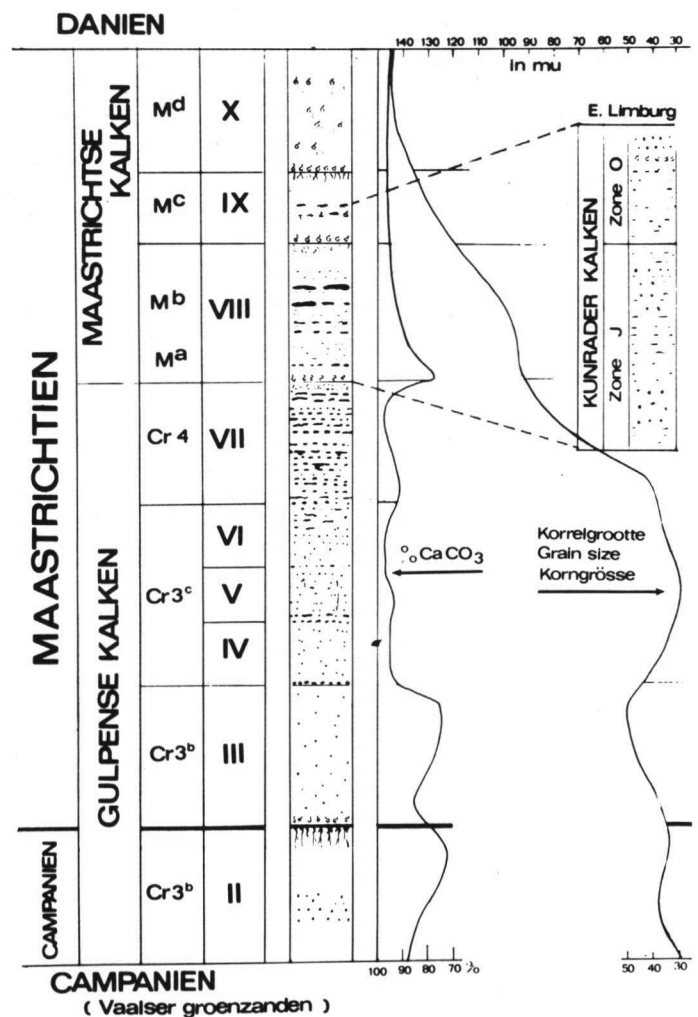 DANIEN
140 130 120 110 100 90 80 70 60 50 40 30
in mu
MAASTRICHTIEN
MAASTRICHTSE KALKEN
Md X
Mc IX
Mb VIII
Ma
GULPENSE KALKEN
Cr 4 VII
VI
Cr3c V
IV
Cr3b III
CAMPANIEN
Cr3b II
E. Limburg
KUNRADER KALKEN
Zone O
Zone J
%CaCO3
Korrelgrootte
Grain size
Korngrösse
100 90 80 70 %
50 40 30
CAMPANIEN
( Vaalser groenzanden )